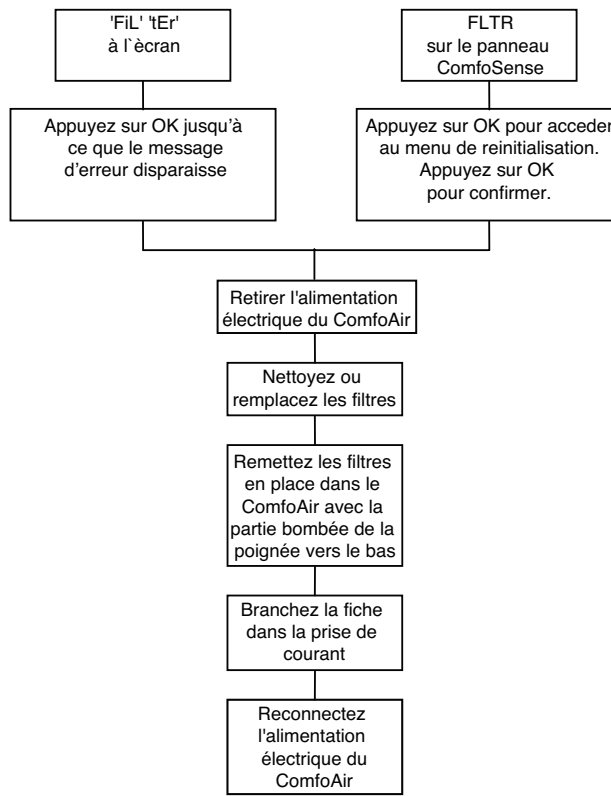 'FiL' 'tEr'
à l`ècran
FLTR
sur le panneau
ComfoSense
Appuyez sur OK jusqu'à
ce que le message
d'erreur disparaisse
Appuyez sur OK pour acceder
au menu de reinitialisation.
Appuyez sur OK
pour confirmer.
Retirer l'alimentation
électrique du ComfoAir
Nettoyez ou
remplacez les filtres
Remettez les filtres
en place dans le
ComfoAir avec la
partie bombée de la
poignée vers le bas
Branchez la fiche
dans la prise de
courant
Reconnectez
l'alimentation
électrique du
ComfoAir